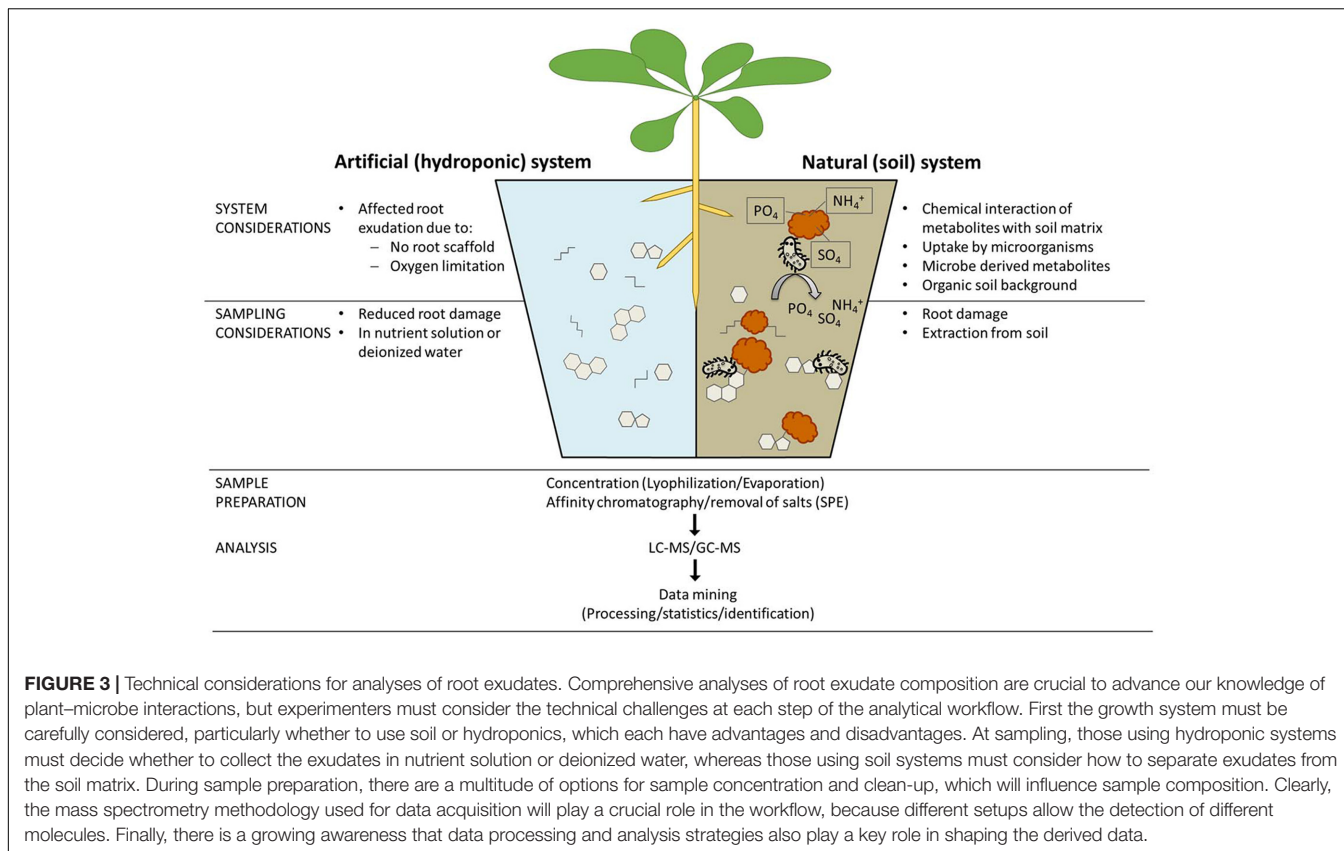 Artificial (hydroponic) system
Natural (soil) system
SYSTEM
CONSIDERATIONS
• Affected root
exudation due to:
– No root scaffold
– Oxygen limitation
PO₄
NH₄⁺
SO₄
PO₄
NH₄⁺
SO₄
• Chemical interaction of
metabolites with soil matrix
• Uptake by microorganisms
• Microbe derived metabolites
• Organic soil background
SAMPLING
CONSIDERATIONS
• Reduced root damage
• In nutrient solution or
deionized water
• Root damage
• Extraction from soil
SAMPLE
PREPARATION
Concentration (Lyophilization/Evaporation)
Affinity chromatography/removal of salts (SPE)
ANALYSIS
LC-MS/GC-MS
Data mining
(Processing/statistics/identification)
FIGURE 3 | Technical considerations for analyses of root exudates. Comprehensive analyses of root exudate composition are crucial to advance our knowledge of
plant–microbe interactions, but experimenters must consider the technical challenges at each step of the analytical workflow. First the growth system must be
carefully considered, particularly whether to use soil or hydroponics, which each have advantages and disadvantages. At sampling, those using hydroponic systems
must decide whether to collect the exudates in nutrient solution or deionized water, whereas those using soil systems must consider how to separate exudates from
the soil matrix. During sample preparation, there are a multitude of options for sample concentration and clean-up, which will influence sample composition. Clearly,
the mass spectrometry methodology used for data acquisition will play a crucial role in the workflow, because different setups allow the detection of different
molecules. Finally, there is a growing awareness that data processing and analysis strategies also play a key role in shaping the derived data.